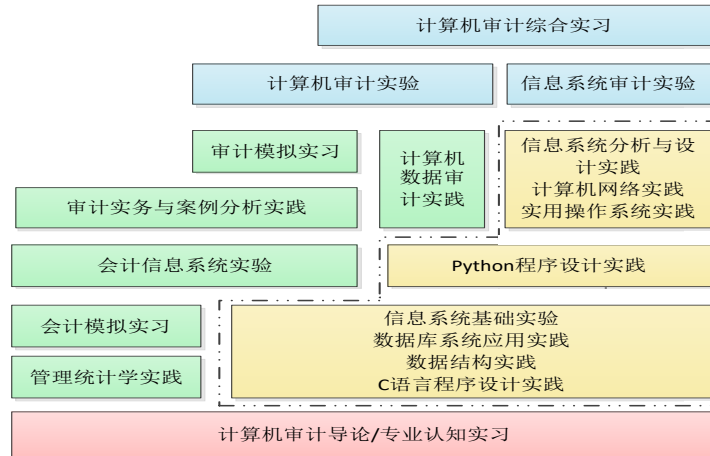 计算机审计综合实习
计算机审计实验
信息系统审计实验
审计模拟实习
计算机
数据审
计实践
信息系统分析与设
计实践
计算机网络实践
实用操作系统实践
审计实务与案例分析实践
会计信息系统实验
Python程序设计实践
会计模拟实习
信息系统基础实验
数据库系统应用实践
数据结构实践
C语言程序设计实践
管理统计学实践
计算机审计导论/专业认知实习